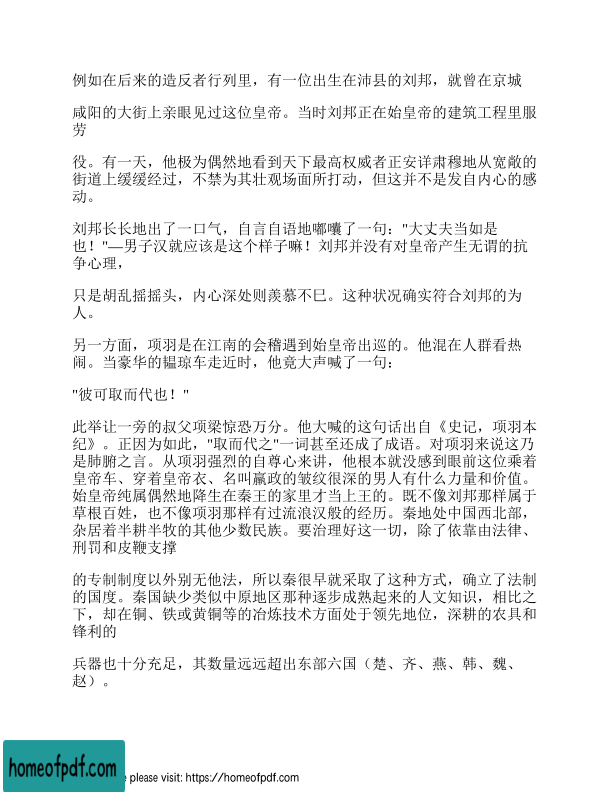 例如在后来的造反者行列里，有一位出生在沛县的刘邦，就曾在京城
咸阳的大街上亲眼见过这位皇帝。当时刘邦正在始皇帝的建筑工程里服
劳
役。有一天，他极为偶然地看到天下最高权威者正安详肃穆地从宽敞的
街道上缓缓经过，不禁为其壮观场面所打动，但这并不是发自内心的感
动。
刘邦长长地出了一口气，自言自语地嘟囔了一句："大丈夫当如是
也！"—男子汉就应该是这个样子嘛！刘邦并没有对皇帝产生无谓的抗
争心理，
只是胡乱摇摇头，内心深处则羡慕不巳。这种状况确实符合刘邦的为
人。
另一方面，项羽是在江南的会稽遇到始皇帝出巡的。他混在人群看热
闹。当豪华的辒琼车走近时，他竟大声喊了一句：
"彼可取而代也！"
此举让一旁的叔父项梁惊恐万分。他大喊的这句话出自《史记，项羽本
纪》。正因为如此，"取而代之"一词甚至还成了成语。对项羽来说这乃
是肺腑之言。从项羽强烈的自尊心来讲，他根本就没感到眼前这位乘着
皇帝车、穿着皇帝衣、名叫嬴政的皱纹很深的男人有什么力量和价值。
始皇帝纯属偶然地降生在秦王的家里才当上王的。既不像刘邦那样属于
草根百姓，也不像项羽那样有过流浪汉般的经历。秦地处中国西北部，
杂居着半耕半牧的其他少数民族。要治理好这一切，除了依靠由法律、
刑罚和皮鞭支撑
的专制制度以外别无他法，所以秦很早就采取了这种方式，确立了法制
的国度。秦国缺少类似中原地区那种逐步成熟起来的人文知识，相比之
下，却在铜、铁或黄铜等的冶炼技术方面处于领先地位，深耕的农具和
锋利的
兵器也十分充足，其数量远远超出东部六国（楚、齐、燕、韩、魏、
赵）。
homeofpdf.com
e please visit: https://homeofpdf.com